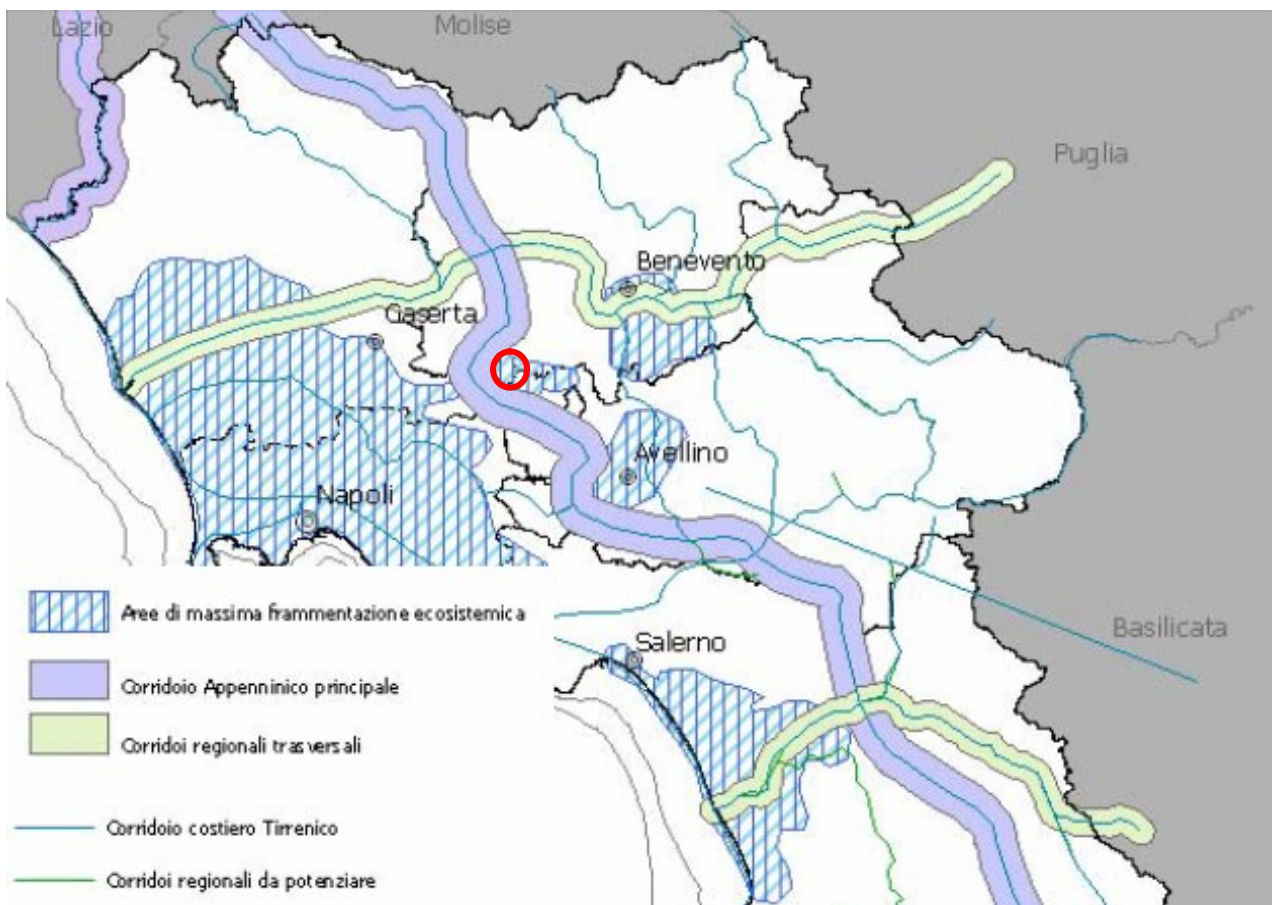 Lazio
Molise
Puglia
Benevento
Caserta
Avellino
Napoli
Aree di massima frammentazione ecosistemica
Salerno
Basilicata
Corridoio Appenninico principale
Corridoi regionali trasversali
Corridoio costiero Tirrenico
Corridoi regionali da potenziare